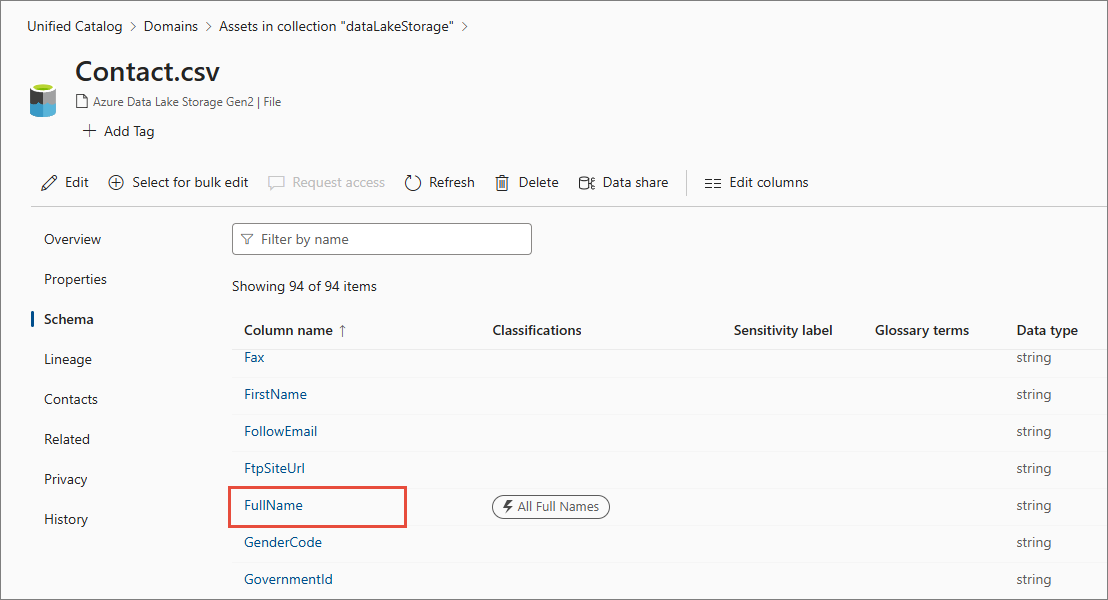 Unified Catalog > Domains > Assets in collection "dataLakeStorage" >
Contact.csv
Azure Data Lake Storage Gen2 | File
+ Add Tag
Edit Select for bulk edit Request access Refresh Delete Data share Edit columns
Overview
Properties
Schema
Lineage
Contacts
Related
Privacy
History
Filter by name
Showing 94 of 94 items
Column name ↑ Classifications Sensitivity label Glossary terms Data type
Fax string
FirstName string
FollowEmail string
FtpSiteUrl string
FullName All Full Names string
GenderCode string
GovernmentId string